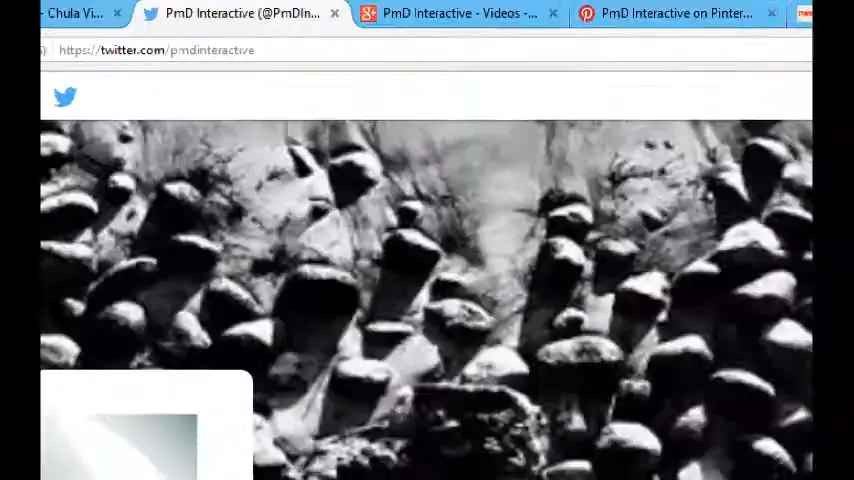 - Chula Vi...
PmD Interactive (@PmDIn...
PmD Interactive - Videos -...
PmD Interactive on Pinter...
https://twitter.com/pmdinteractive